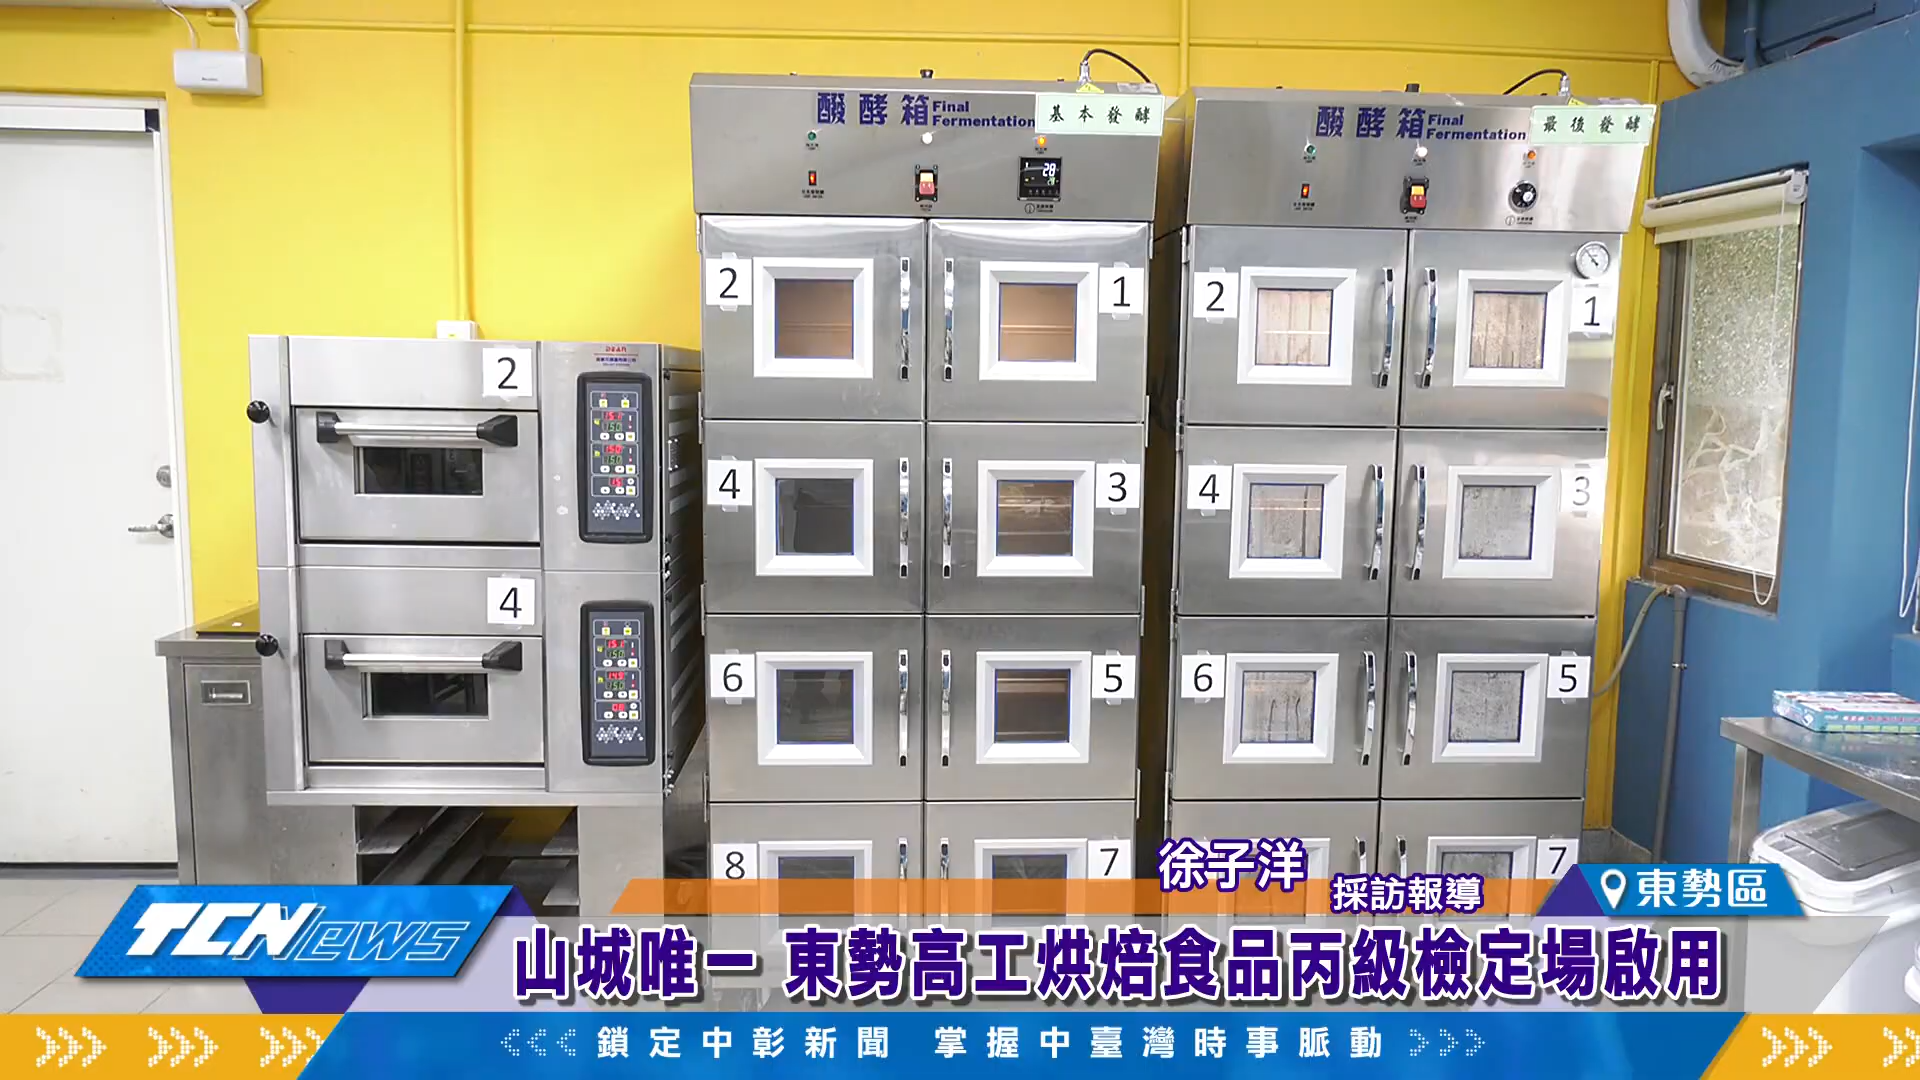 醱酵箱 Final Fermentation
基本發酵
醱酵箱 Final Fermentation
最後發酵
28
2
1
2
1
2
4
3
4
3
4
6
5
6
5
8
7
7
徐子洋
採訪報導
東勢區
TCNews
山城唯一 東勢高工烘焙食品丙級檢定場啟用
鎖定中彰新聞 掌握中臺灣時事脈動